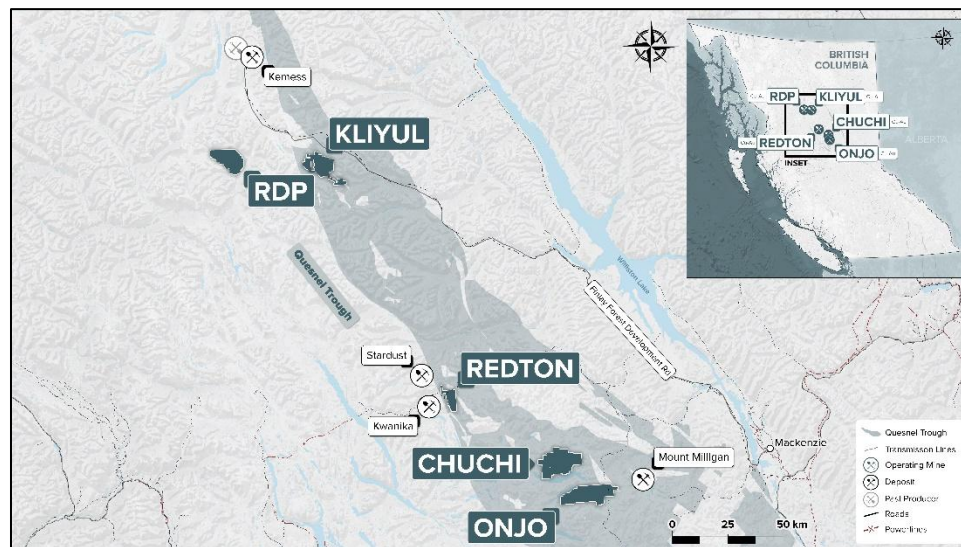 Kemess
KLIYUL
RDP
Quesnel Trough
Williston Lake
Finlay Forest Development Rd
Stardust
REDTON
Kwanika
CHUCHI
Mount Milligan
Mackenzie
ONJO
0 25 50 km
BRITISH
COLUMBIA
RDP
KLIYUL
CHUCHI
ALBERTA
REDTON
ONJO
INSET
Quesnel Trough
Transmisson Lines
Operating Mine
Deposit
Past Producer
Roads
Powerlines